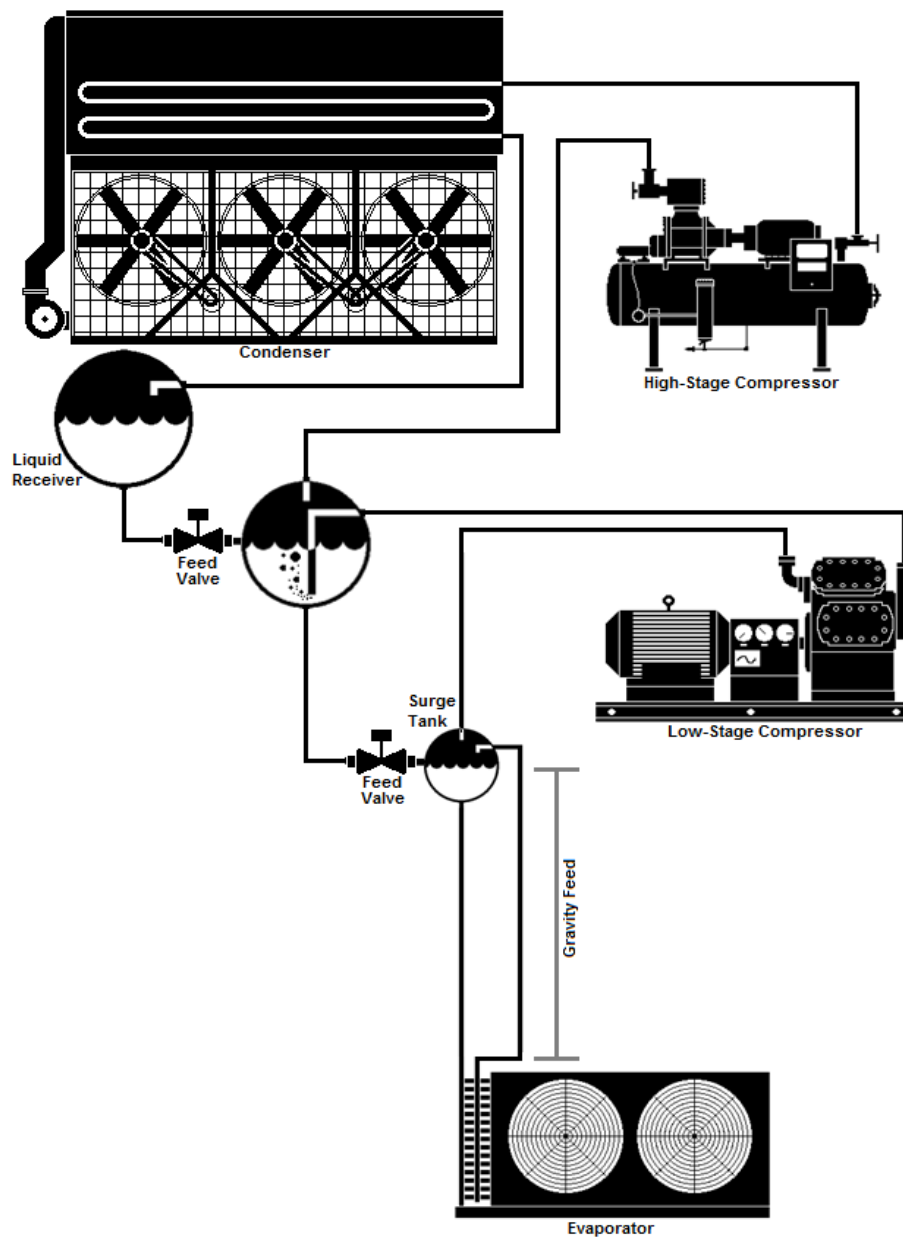 Condenser
High-Stage Compressor
Liquid
Receiver
Feed
Valve
Surge
Tank
Low-Stage Compressor
Feed
Valve
Gravity Feed
Evaporator